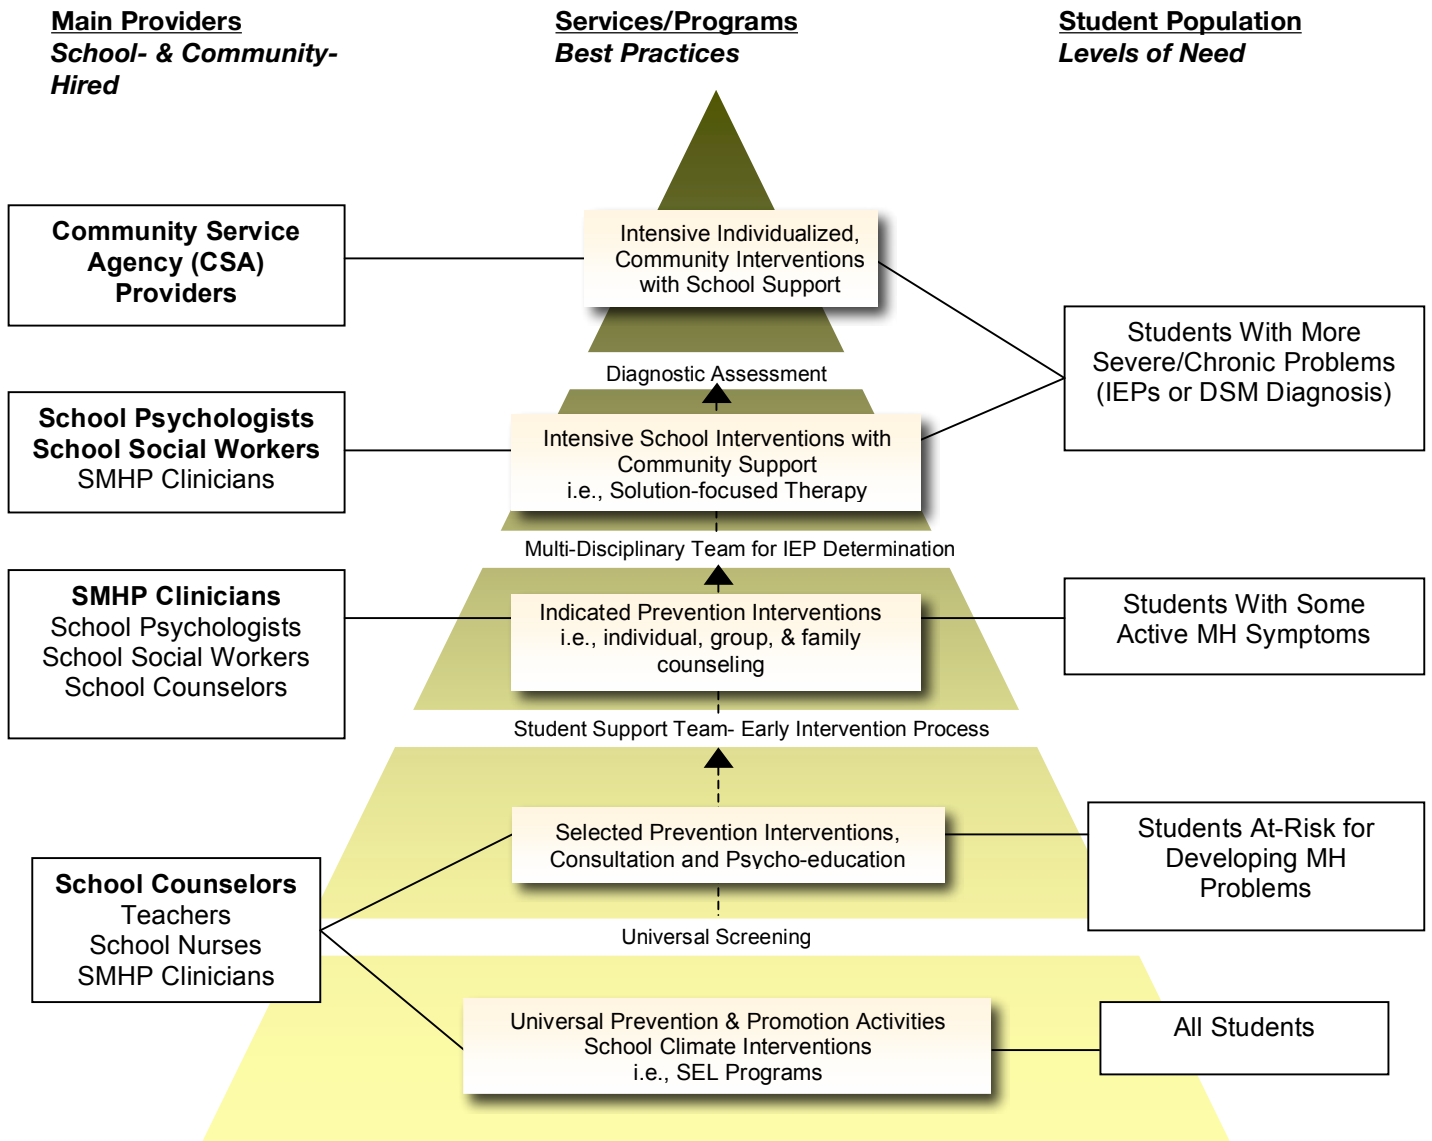 Main Providers
School- & Community-
Hired
Services/Programs
Best Practices
Student Population
Levels of Need
Community Service
Agency (CSA)
Providers
Intensive Individualized,
Community Interventions
with School Support
Students With More
Severe/Chronic Problems
(IEPs or DSM Diagnosis)
Diagnostic Assessment
School Psychologists
School Social Workers
SMHP Clinicians
Intensive School Interventions with
Community Support
i.e., Solution-focused Therapy
Multi-Disciplinary Team for IEP Determination
SMHP Clinicians
School Psychologists
School Social Workers
School Counselors
Indicated Prevention Interventions
i.e., individual, group, & family
counseling
Students With Some
Active MH Symptoms
Student Support Team- Early Intervention Process
Selected Prevention Interventions,
Consultation and Psycho-education
Students At-Risk for
Developing MH
Problems
School Counselors
Teachers
School Nurses
SMHP Clinicians
Universal Screening
Universal Prevention & Promotion Activities
School Climate Interventions
i.e., SEL Programs
All Students